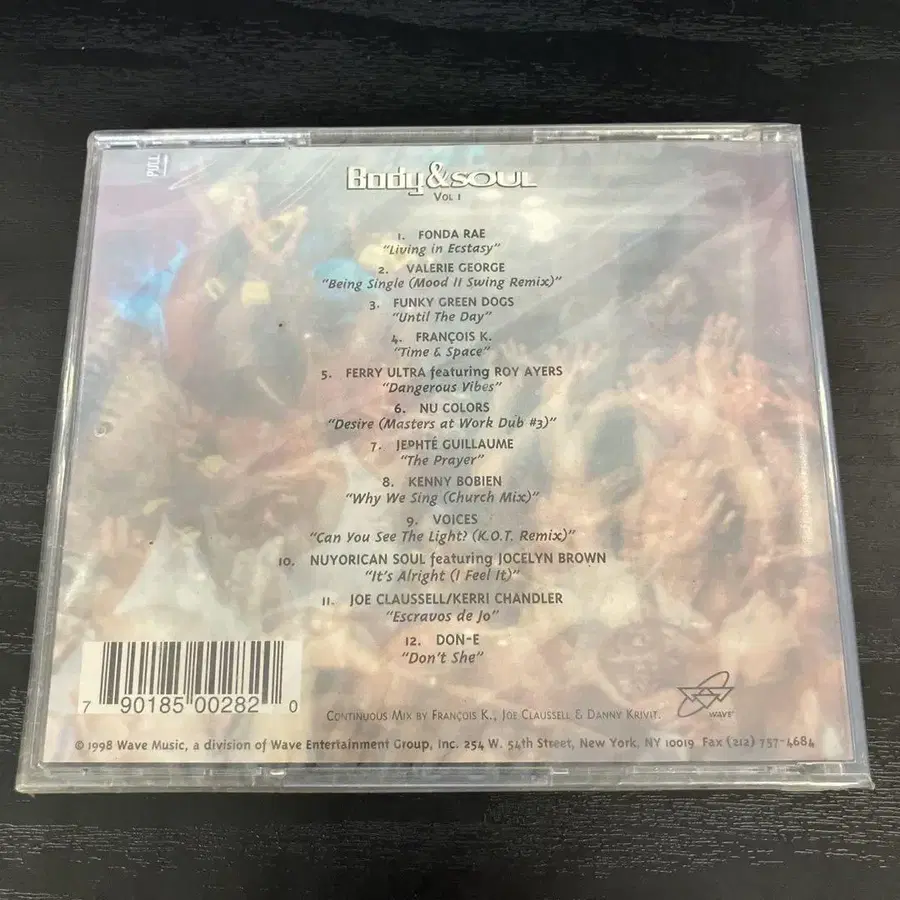 PULL
Body&SOUL
VOL 1
1. FONDA RAE
"Living in Ecstasy"
2. VALERIE GEORGE
"Being Single (Mood II Swing Remix)"
3. FUNKY GREEN DOGS
"Until The Day"
4. FRANÇOIS K.
"Time & Space"
5. FERRY ULTRA featuring ROY AYERS
"Dangerous Vibes"
6. NU COLORS
"Desire (Masters at Work Dub #3)"
7. JEPHTÉ GUILLAUME
"The Prayer"
8. KENNY BOBIEN
"Why We Sing (Church Mix)"
9. VOICES
"Can You See The Light? (K.O.T. Remix)"
10. NUYORICAN SOUL featuring JOCELYN BROWN
"It's Alright (I Feel It)"
11. JOE CLAUSSELL/KERRI CHANDLER
"Escravos de Jo"
12. DON-E
"Don't She"
7 90185 00282 0
CONTINUOUS MIX BY FRANÇOIS K., JOE CLAUSSELL & DANNY KRIVIT.
WAVE
© 1998 Wave Music, a division of Wave Entertainment Group, Inc. 254 W. 54th Street, New York, NY 10019 Fax (212) 757-4684